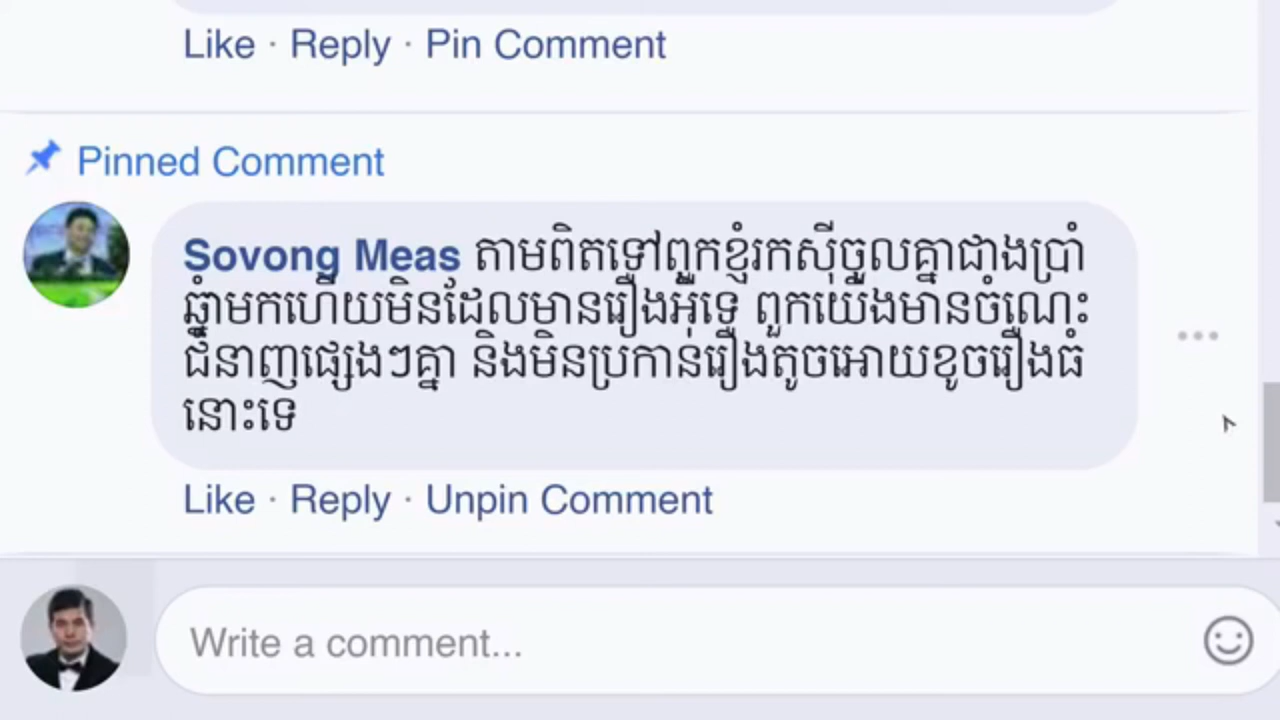 Like · Reply · Pin Comment
Pinned Comment
Sovong Meas តាមពិតទៅពួកខ្ញុំរកស៊ីចូលគ្នាជាងប្រាំ
ឆ្នាំមកហើយមិនដែលមានរឿងអីទេ ពួកយើងមានចំណេះ
ជំនាញផ្សេងៗគ្នា និងមិនប្រកាន់រឿងតូចអោយខូចរឿងធំ
នោះទេ
Like · Reply · Unpin Comment
Write a comment...